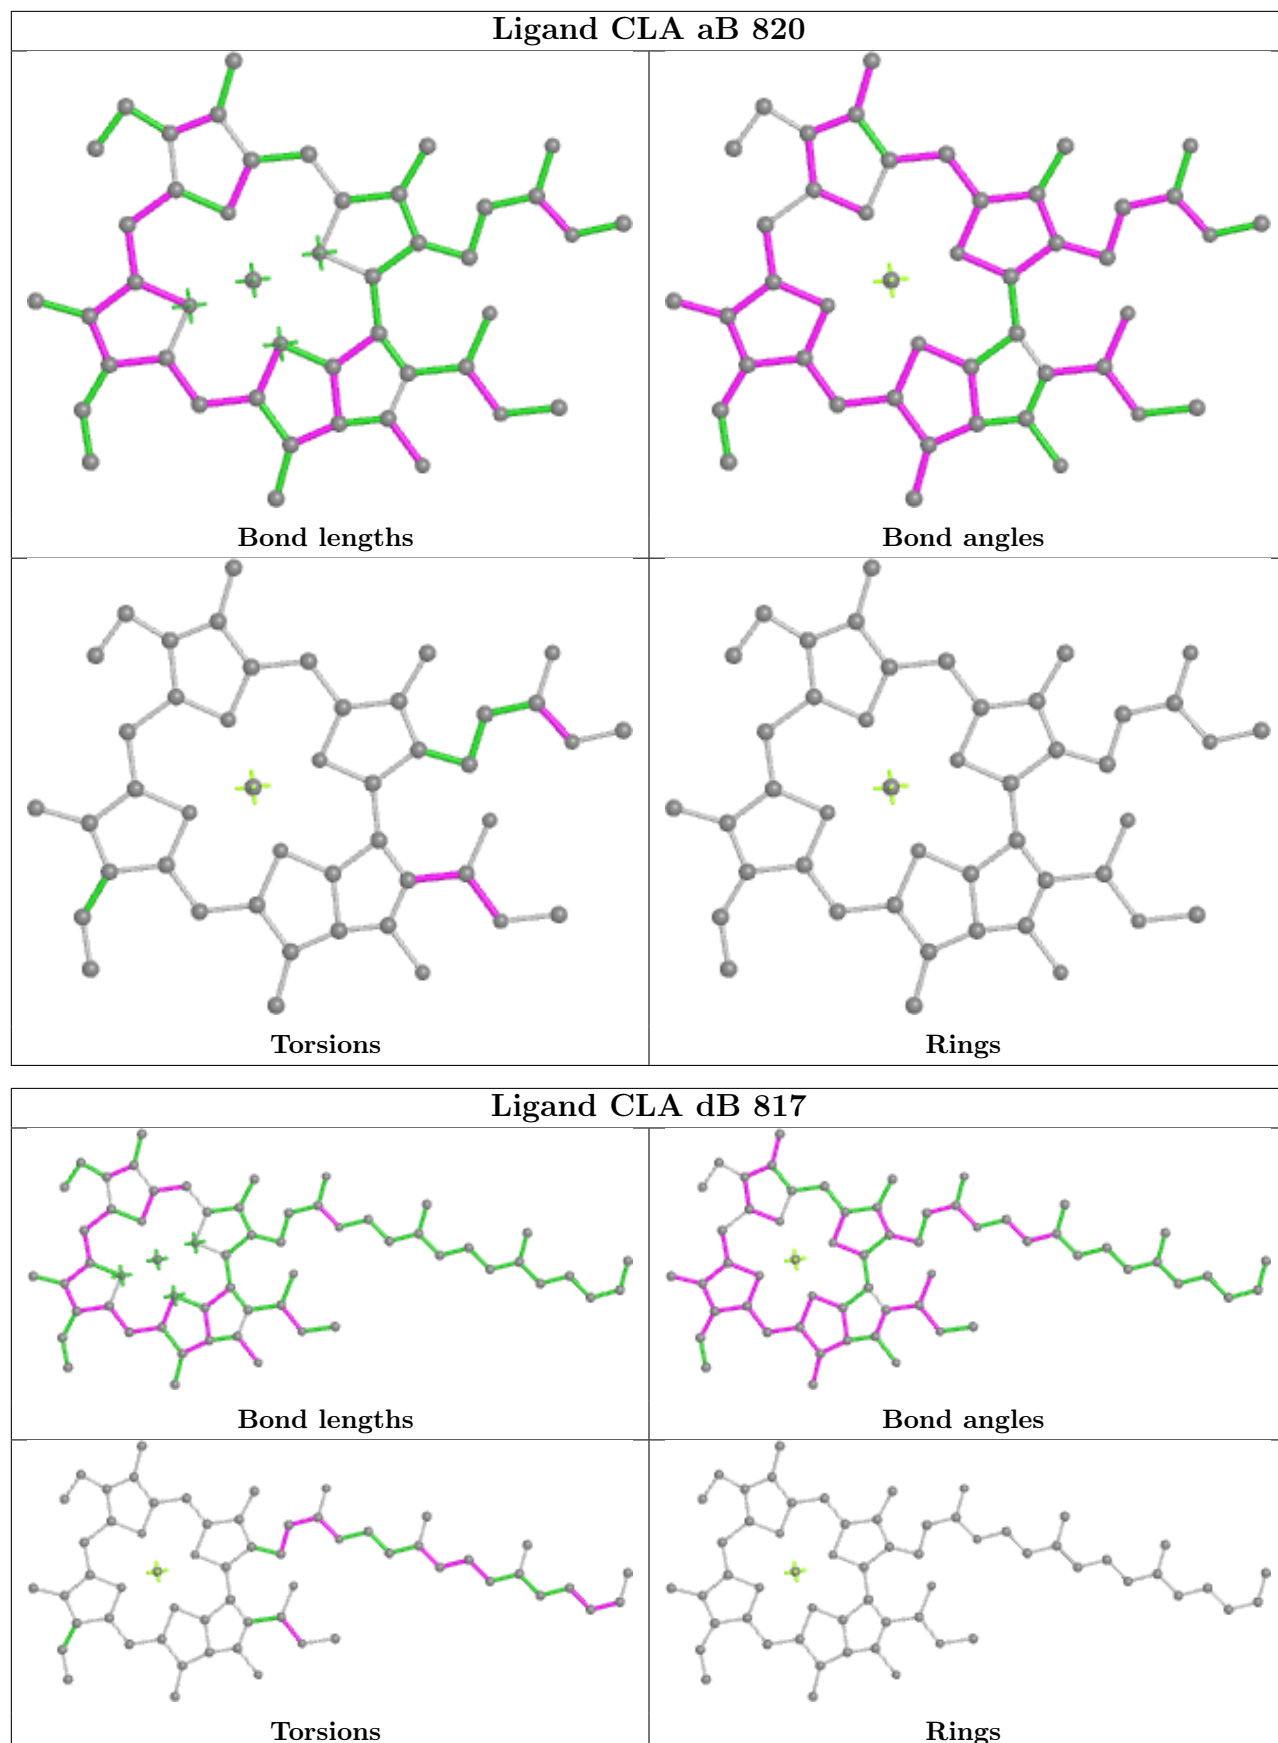 Ligand CLA aB 820
Bond lengths
Bond angles
Torsions
Rings
Ligand CLA dB 817
Bond lengths
Bond angles
Torsions
Rings